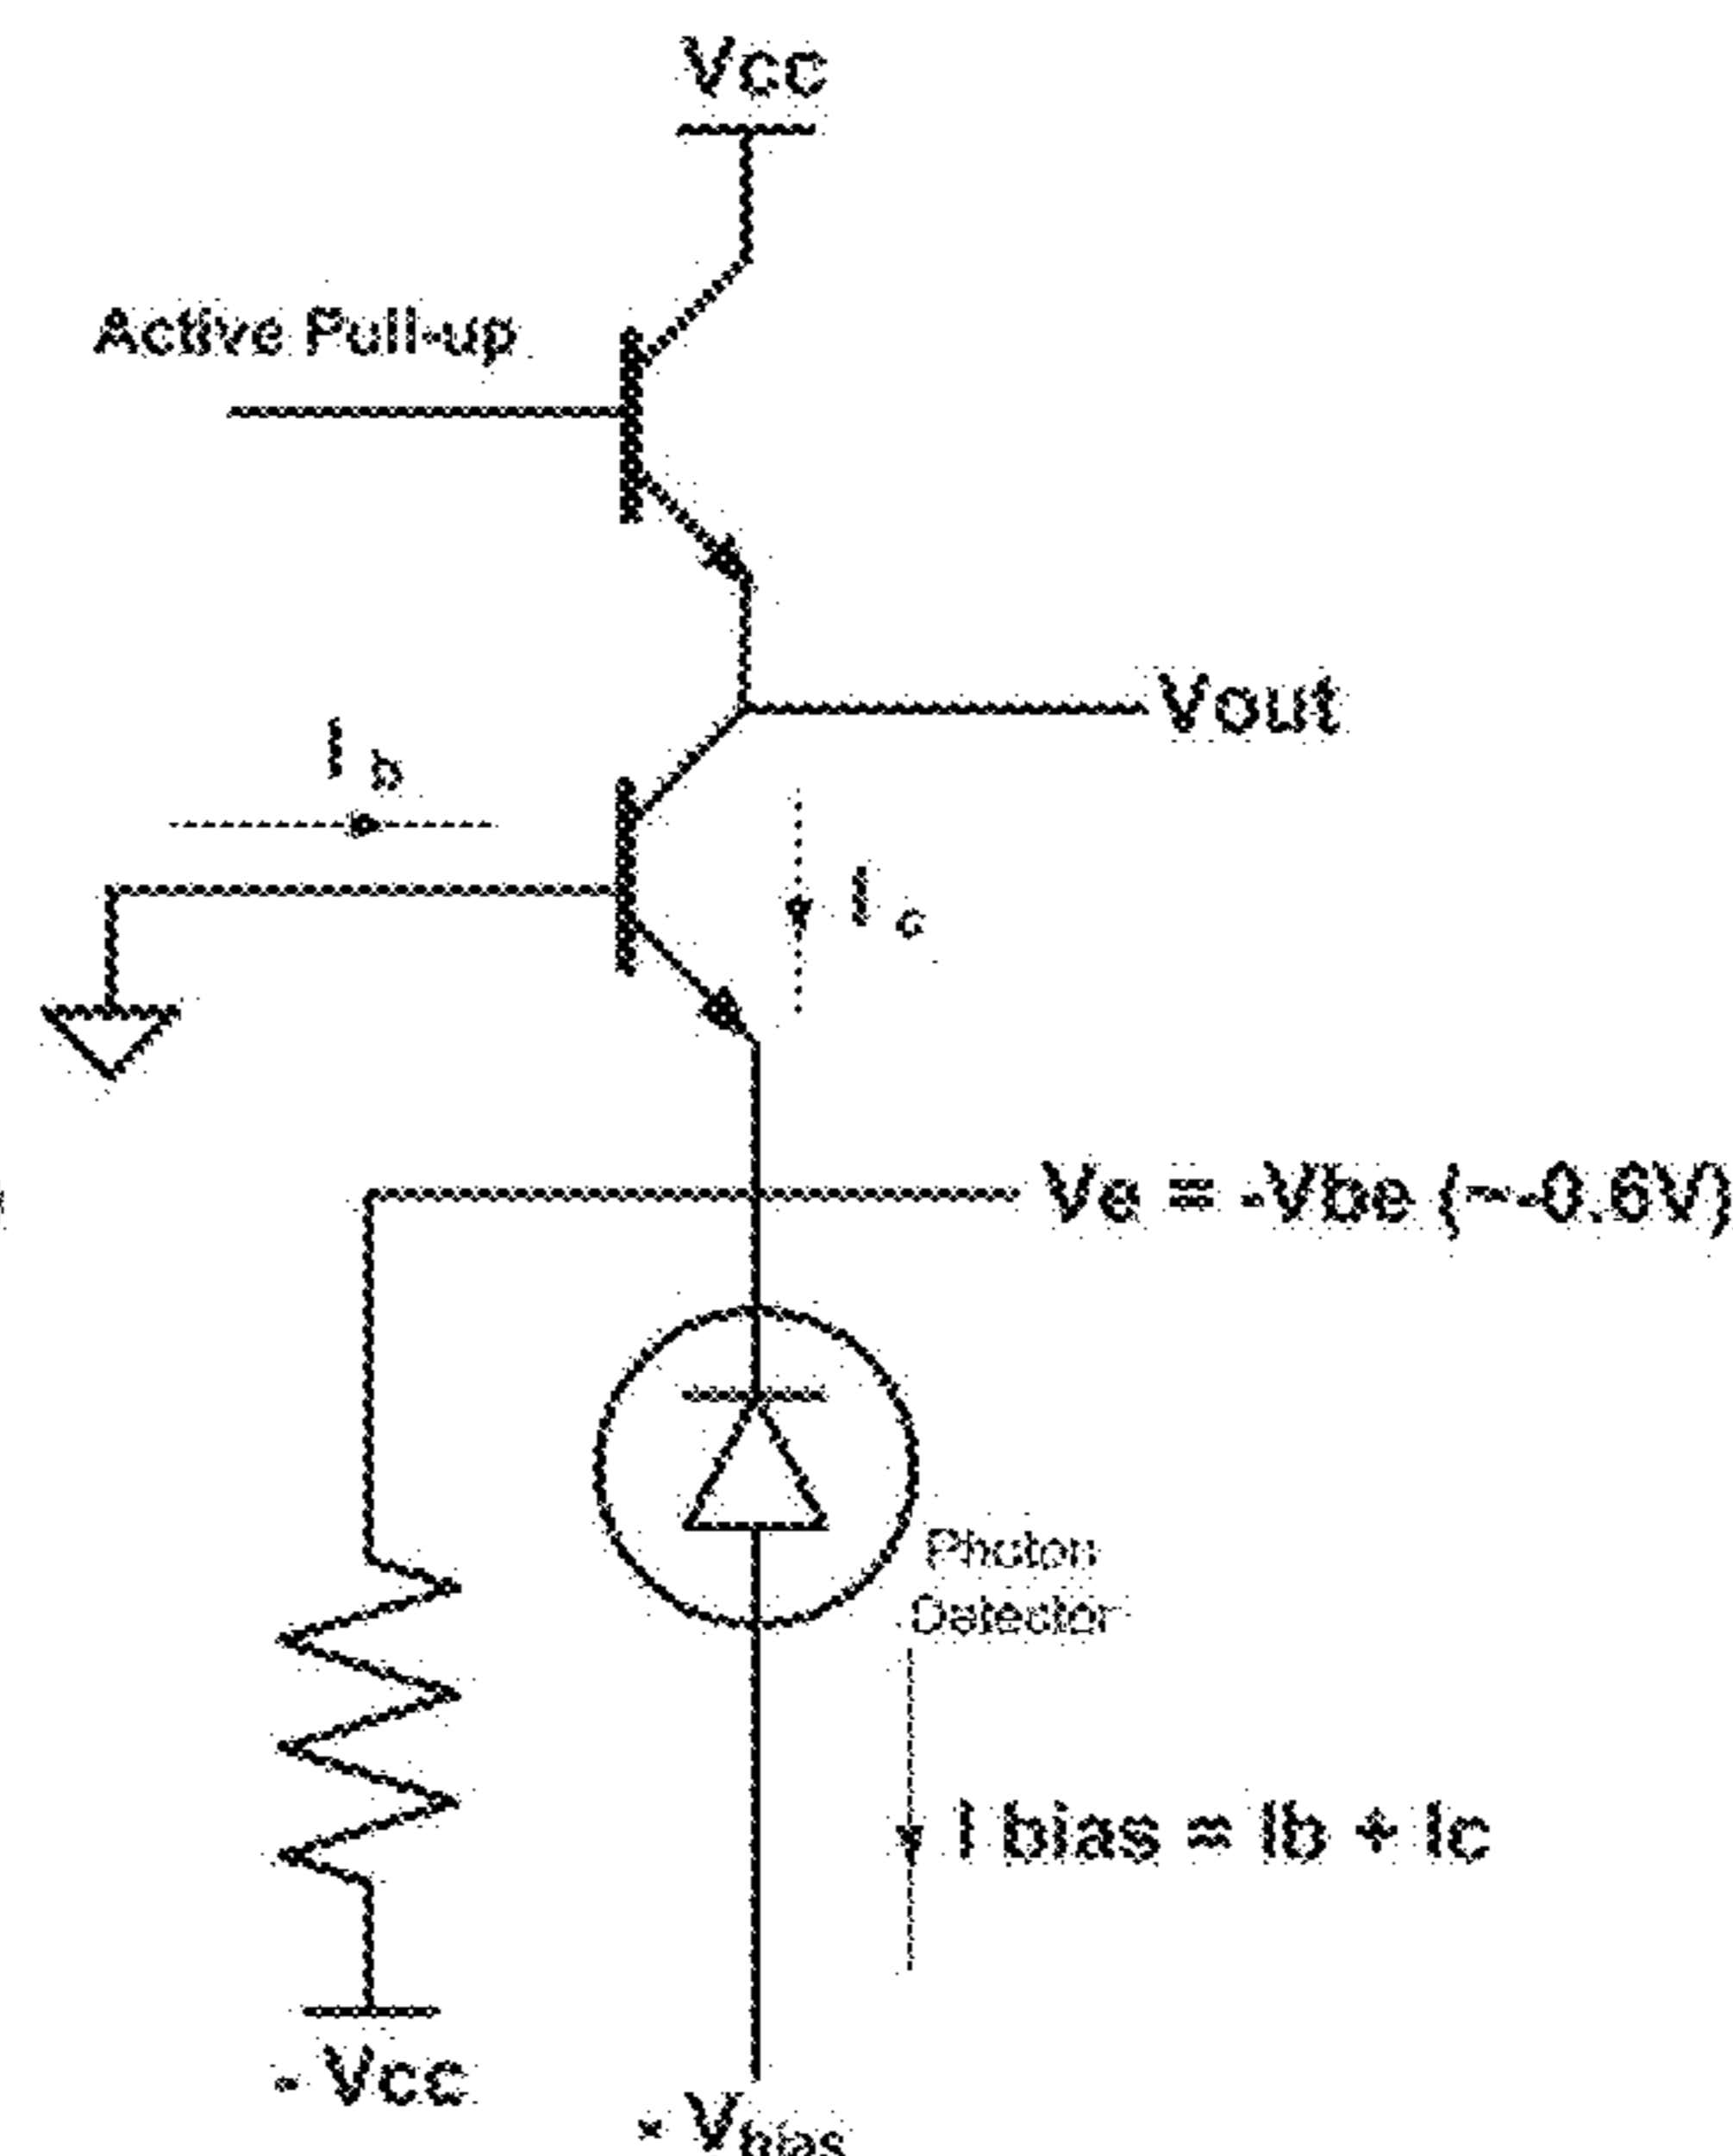 Vcc
Active Pull-up
Vout
I b
I c
Ve = -Vbe (~-0.6V)
Photon
Detector
I bias = Ib + Ic
- Vcc
- Vbias